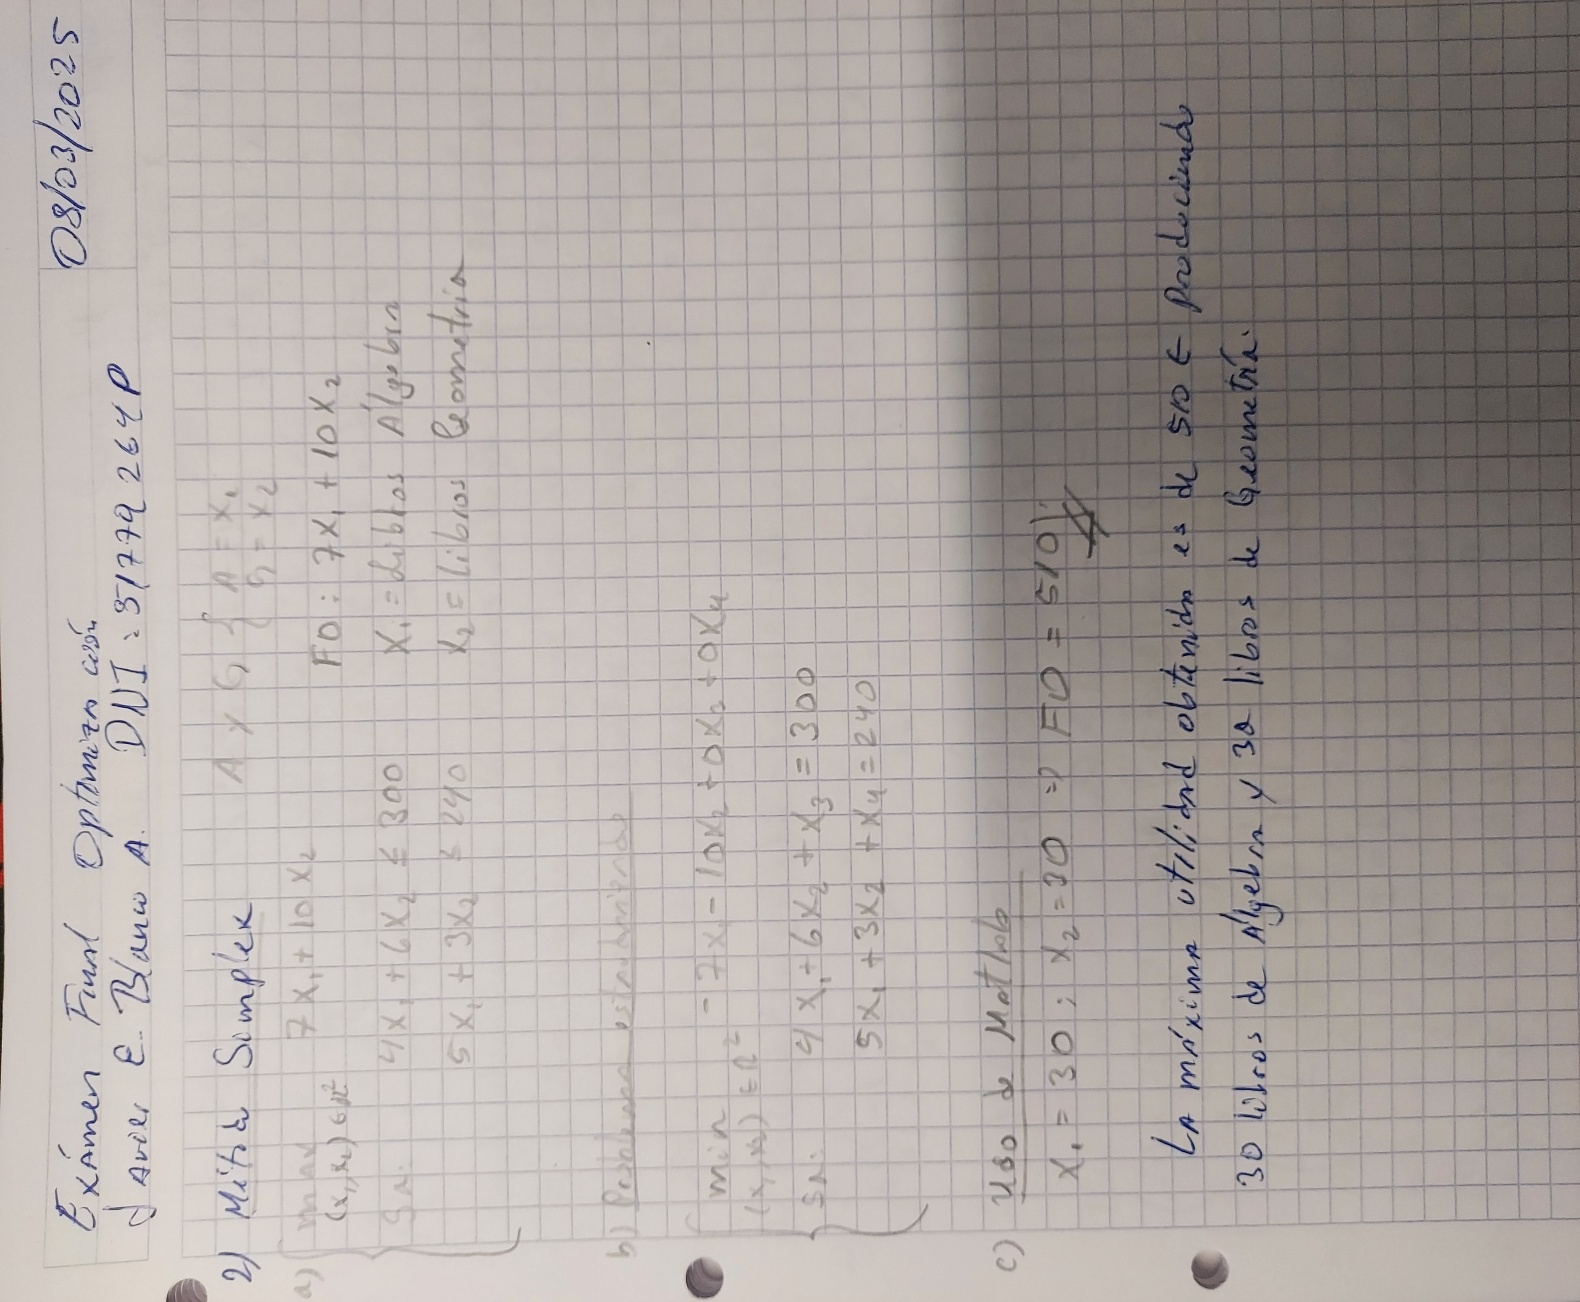 Exámen Final Optimización 08/03/2025
Javier E. Blanco A. DNI: 51779264P
2) Método Simplex A y G { A = x₁
G = x₂
a) max 7x₁ + 10x₂ FO: 7x₁ + 10x₂
(x₁,x₂) ∈ R²
S.a. 4x₁ + 6x₂ ≤ 300 x₁ = Libros Álgebra
5x₁ + 3x₂ ≤ 240 x₂ = libros Geometría
b) Problema estandarizado
min -7x₁ - 10x₂ + 0x₂ + 0x₄
(x₁,x₂) ∈ R²
S.a. 4x₁ + 6x₂ + x₃ = 300
5x₁ + 3x₂ + x₄ = 240
c) Uso de Matlab
x₁ = 30 ; x₂ = 30 ⇒ FO = 510
La máxima utilidad obtenida es de 510 € Produciendo
30 libros de Álgebra y 30 libros de Geometría.